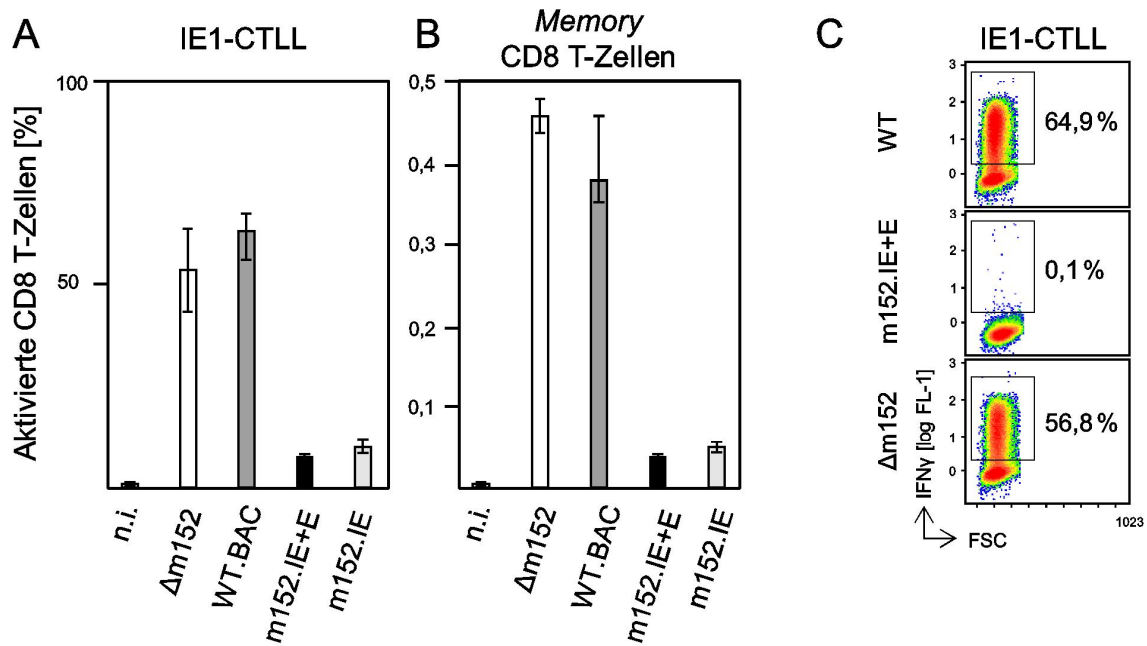 A
IE1-CTLL
Aktivierte CD8 T-Zellen [%]
100
50
n.i.
Δm152
WT.BAC
m152.IE+E
m152.IE
B
Memory
CD8 T-Zellen
0,5
0,4
0,3
0,2
0,1
n.i.
Δm152
WT.BAC
m152.IE+E
m152.IE
C
IE1-CTLL
WT
3
2
1
0
64,9 %
m152.IE+E
3
2
1
0
0,1 %
Δm152
3
2
1
0
56,8 %
IFNγ [log FL-1]
FSC
1023